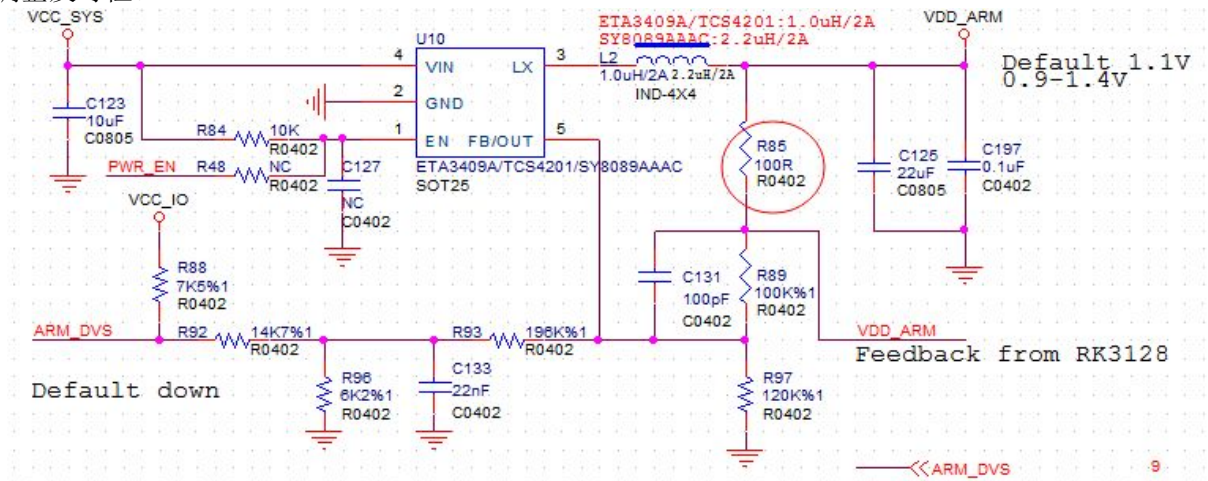 VCC_SYS
ETA3409A/TCS4201:1.0uH/2A
SY8089AAAC:2.2uH/2A
VDD_ARM
Default 1.1V
0.9-1.4V
U10
4
VIN
LX
3
L2
1.0uH/2A 2.2uH/2A
IND-4X4
2
GND
1
EN
FB/OUT
5
ETA3409A/TCS4201/SY8089AAAC
SOT25
C123
10uF
C0805
R84
10K
R0402
PWR_EN
R48
NC
R0402
C127
NC
C0402
R85
100R
R0402
C125
22uF
C0805
C197
0.1uF
C0402
VCC_IO
R88
7K5%1
R0402
C131
100pF
C0402
R89
100K%1
R0402
ARM_DVS
R92
14K7%1
R0402
R93
196K%1
R0402
VDD_ARM
Feedback from RK3128
Default down
R96
6K2%1
R0402
C133
22nF
C0402
R97
120K%1
R0402
ARM_DVS
9